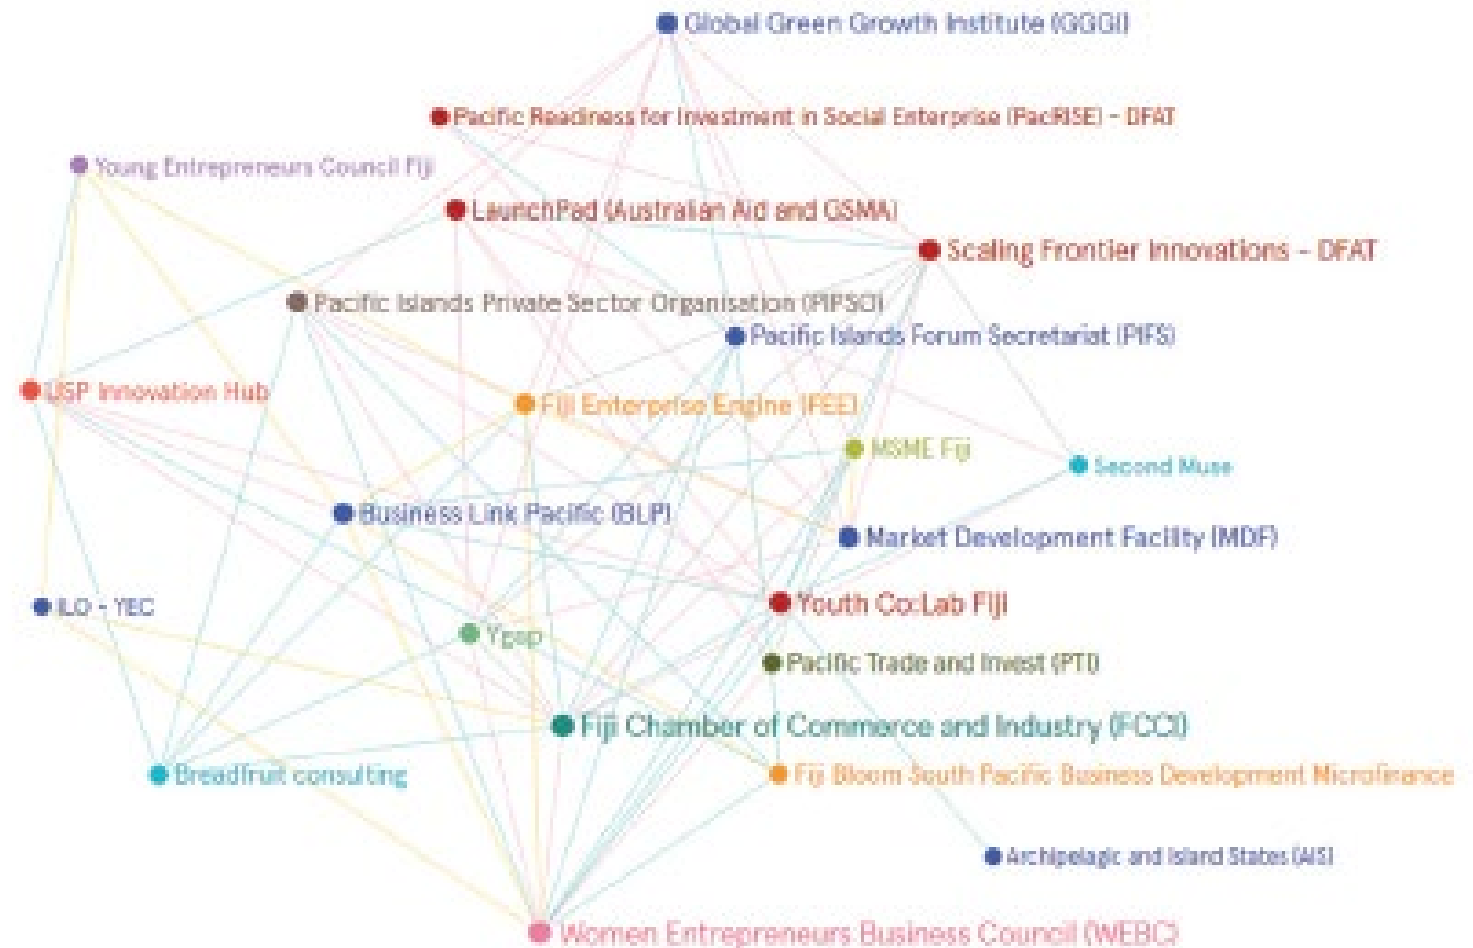 Global Green Growth Institute (GGGI)
Pacific Readiness for Investment in Social Enterprise (PacRISE) – DFAT
Young Entrepreneurs Council Fiji
LaunchPad (Australian Aid and GSMA)
Scaling Frontier Innovations – DFAT
Pacific Islands Private Sector Organisation (PIPSO)
Pacific Islands Forum Secretariat (PIFS)
USP Innovation Hub
Fiji Enterprise Engine (FEE)
MSME Fiji
Second Muse
Business Link Pacific (BLP)
Market Development Facility (MDF)
ILO - YEC
Youth Co:Lab Fiji
Ygap
Pacific Trade and Invest (PTI)
Fiji Chamber of Commerce and Industry (FCCI)
Breadfruit consulting
Fiji Bloom South Pacific Business Development Microfinance
Archipelagic and Island States (AIS)
Women Entrepreneurs Business Council (WEBC)